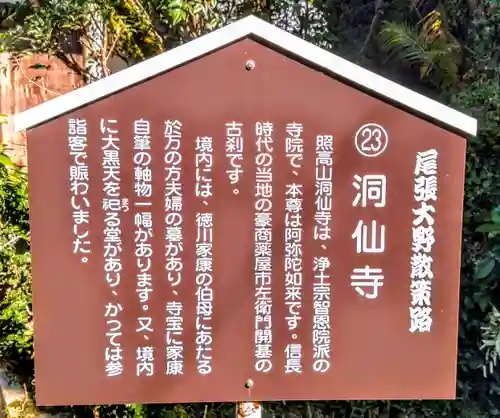 尾張大野散策路
㉓ 洞仙寺
照高山洞仙寺は、浄土宗智恩院派の
寺院で、本尊は阿弥陀如来です。信長
時代の当地の豪商薬屋市左衛門開基の
古刹です。
境内には、徳川家康の伯母にあたる
於万の方夫婦の墓があり、寺宝に家康
自筆の軸物一幅があります。又、境内
に大黒天を祀る堂があり、かつては参
詣客で賑わいました。